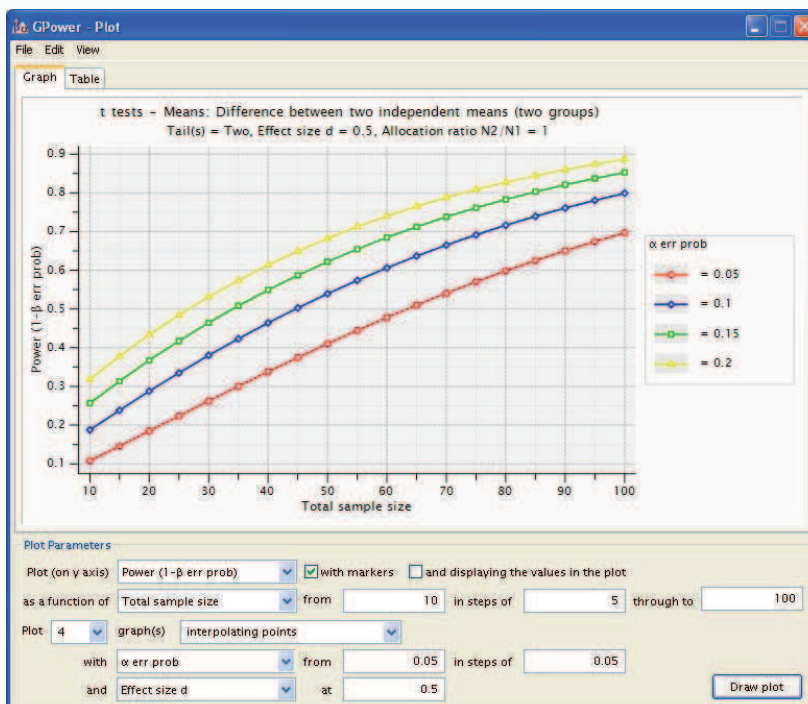 GPower - Plot
File Edit View
Graph Table
t tests - Means: Difference between two independent means (two groups)
Tail(s) = Two, Effect size d = 0.5, Allocation ratio N2/N1 = 1
Power (1-β err prob)
0.9
0.8
0.7
0.6
0.5
0.4
0.3
0.2
0.1
10 20 30 40 50 60 70 80 90 100
Total sample size
α err prob
= 0.05
= 0.1
= 0.15
= 0.2
Plot Parameters
Plot (on y axis) Power (1-β err prob) with markers and displaying the values in the plot
as a function of Total sample size from 10 in steps of 5 through to 100
Plot 4 graph(s) interpolating points
with α err prob from 0.05 in steps of 0.05
and Effect size d at 0.5 Draw plot